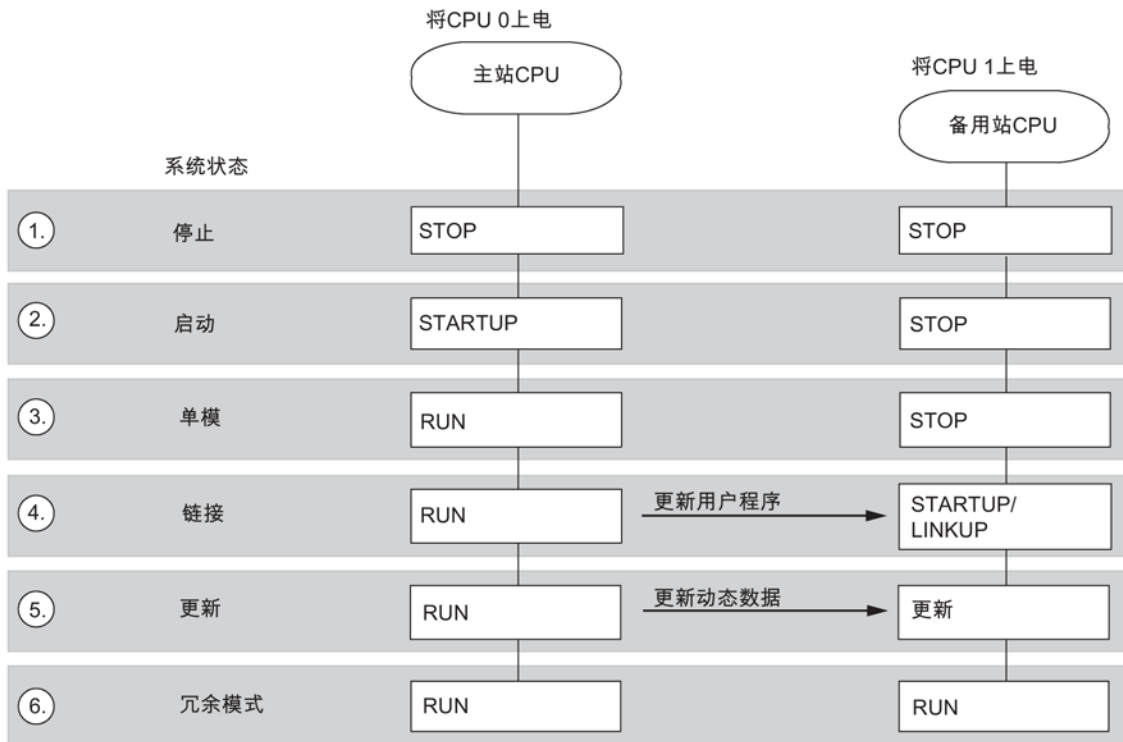 将CPU 0上电
主站CPU
将CPU 1上电
备用站CPU
系统状态
1. 停止 STOP STOP
2. 启动 STARTUP STOP
3. 单模 RUN STOP
4. 链接 RUN 更新用户程序 STARTUP/
LINKUP
5. 更新 RUN 更新动态数据 更新
6. 冗余模式 RUN RUN